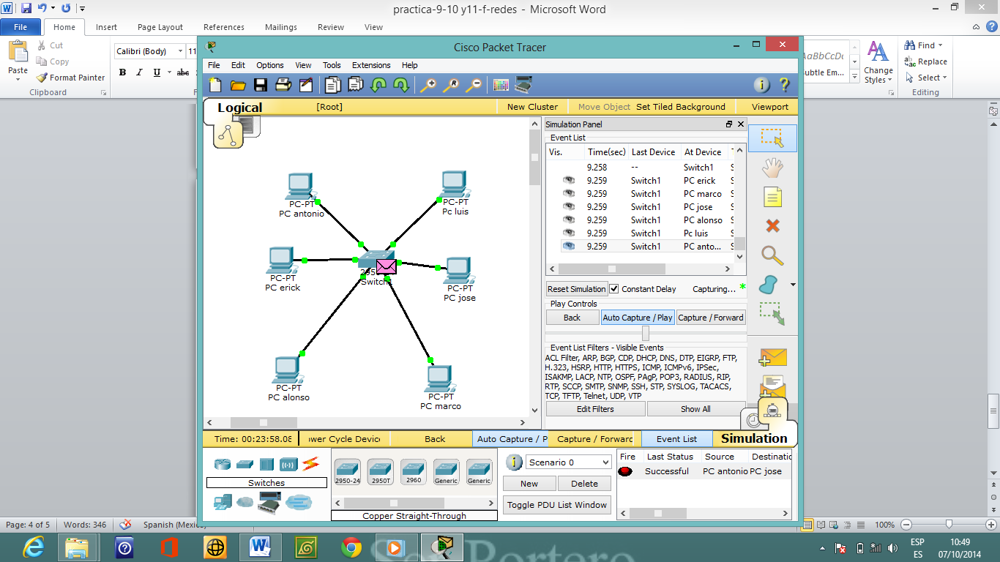 practica-9-10 y11-f-redes - Microsoft Word
File Home Insert Page Layout References Mailings Review View
Paste
Cut
Copy
Format Painter
Clipboard
Calibri (Body) 11
B I U abc
AaBbCcDc
Subtle Em...
Change Styles
Find
Replace
Select
Editing
Cisco Packet Tracer
File Edit Options View Tools Extensions Help
Logical [Root] New Cluster Move Object Set Tiled Background Viewport
PC-PT
PC antonio
PC-PT
Pc luis
PC-PT
PC erick
Switch1
PC-PT
PC jose
PC-PT
PC alonso
PC-PT
PC marco
Simulation Panel
Event List
Vis. Time(sec) Last Device At Device
9.258 -- Switch1 S
9.259 Switch1 PC erick S
9.259 Switch1 PC marco S
9.259 Switch1 PC jose S
9.259 Switch1 PC alonso S
9.259 Switch1 Pc luis S
9.259 Switch1 PC anto... S
Reset Simulation Constant Delay Capturing... *
Play Controls
Back Auto Capture / Play Capture / Forward
Event List Filters - Visible Events
ACL Filter, ARP, BGP, CDP, DHCP, DNS, DTP, EIGRP, FTP,
H.323, HSRP, HTTP, HTTPS, ICMP, ICMPv6, IPSec,
ISAKMP, LACP, NTP, OSPF, PAgP, POP3, RADIUS, RIP,
RTP, SCCP, SMTP, SNMP, SSH, STP, SYSLOG, TACACS,
TCP, TFTP, Telnet, UDP, VTP
Edit Filters Show All
Time: 00:23:58.08 ower Cycle Device Back Auto Capture / P Capture / Forward Event List Simulation
Switches
2950-24 2950T 2960 Generic Generic
Copper Straight-Through
Scenario 0
New Delete
Toggle PDU List Window
Fire Last Status Source Destinatic
Successful PC antonio PC jose
Page: 4 of 5 Words: 346 Spanish (Mexic
100%
Portero
ESP
ES
10:49
07/10/2014